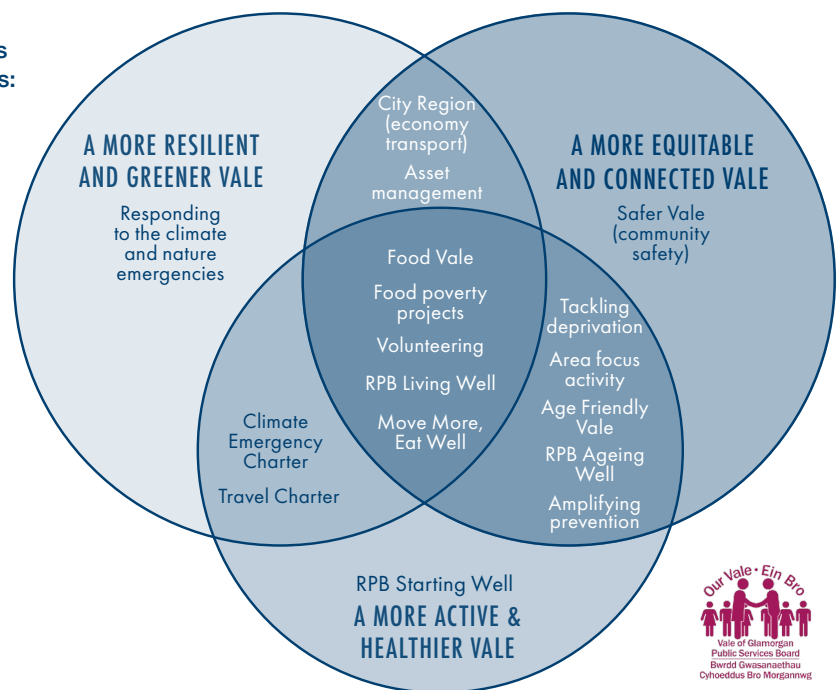 s
s:
A MORE RESILIENT
AND GREENER VALE
Responding
to the climate
and nature
emergencies
City Region
(economy
transport)
Asset
management
A MORE EQUITABLE
AND CONNECTED VALE
Safer Vale
(community
safety)
Food Vale
Food poverty
projects
Volunteering
RPB Living Well
Move More,
Eat Well
Tackling
deprivation
Area focus
activity
Age Friendly
Vale
RPB Ageing
Well
Amplifying
prevention
Climate
Emergency
Charter
Travel Charter
RPB Starting Well
A MORE ACTIVE &
HEALTHIER VALE
Our Vale • Ein Bro
Vale of Glamorgan
Public Services Board
Bwrdd Gwasanaethau
Cyhoeddus Bro Morgannwg